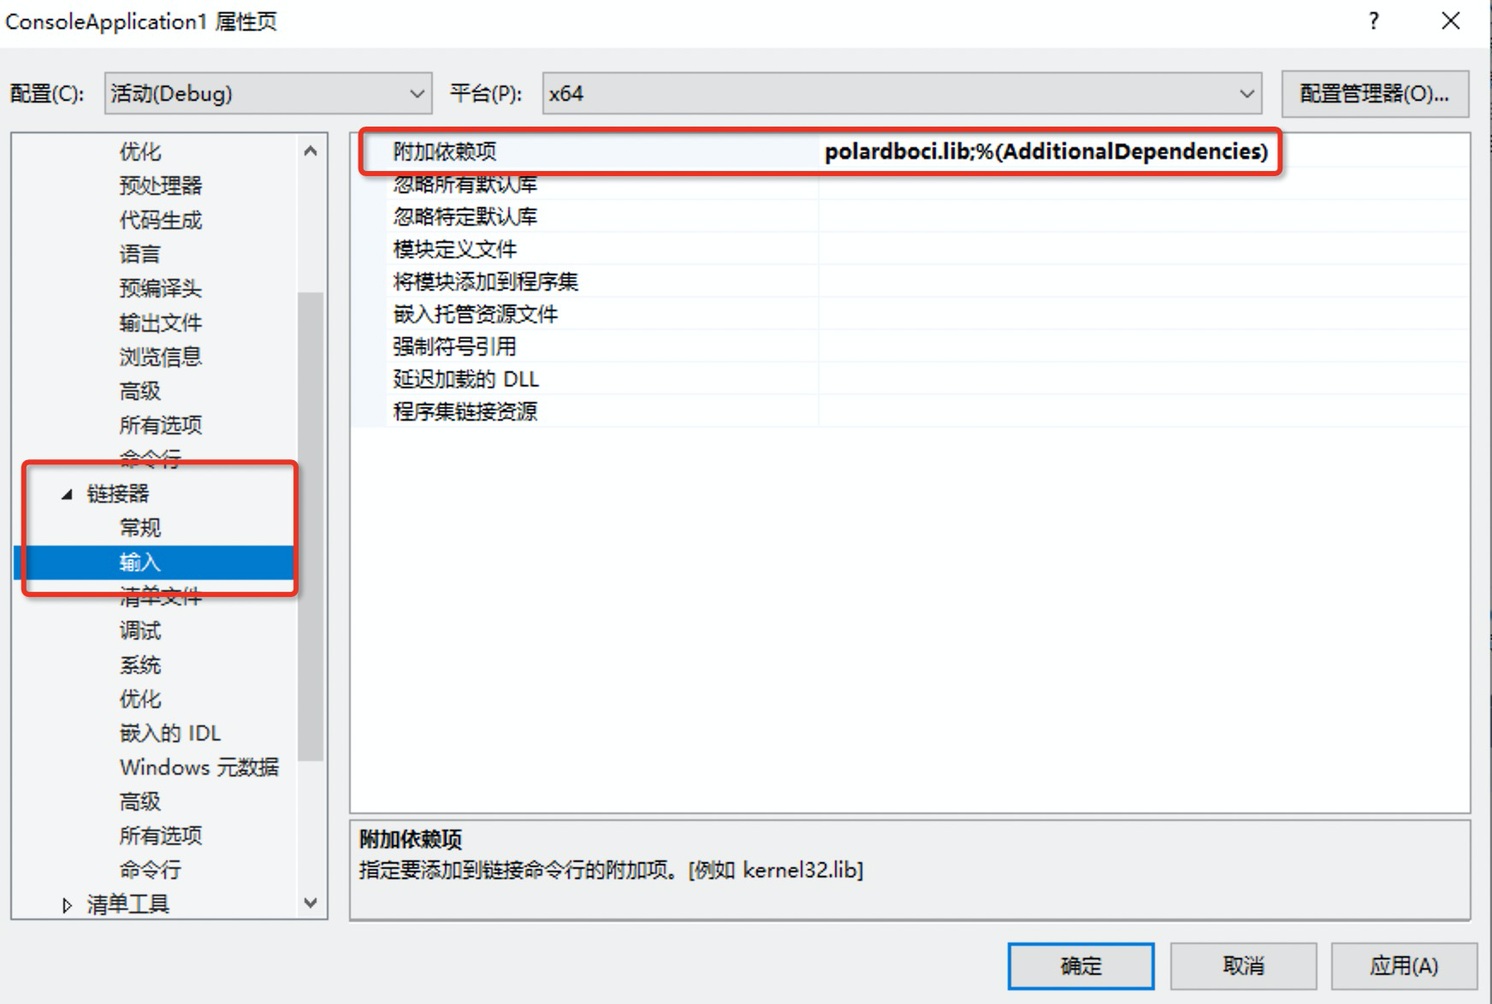 ConsoleApplication1 属性页
配置(C): 活动(Debug) 平台(P): x64 配置管理器(O)...
优化
预处理器
代码生成
语言
预编译头
输出文件
浏览信息
高级
所有选项
命令行
链接器
常规
输入
清单文件
调试
系统
优化
嵌入的 IDL
Windows 元数据
高级
所有选项
命令行
清单工具
附加依赖项 polardboci.lib;%(AdditionalDependencies)
忽略所有默认库
忽略特定默认库
模块定义文件
将模块添加到程序集
嵌入托管资源文件
强制符号引用
延迟加载的 DLL
程序集链接资源
附加依赖项
指定要添加到链接命令行的附加项。[例如 kernel32.lib]
确定 取消 应用(A)